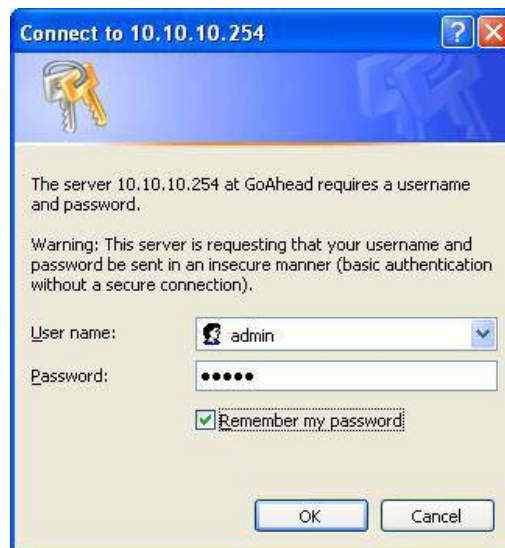 Connect to 10.10.10.254
The server 10.10.10.254 at GoAhead requires a username
and password.
Warning: This server is requesting that your username and
password be sent in an insecure manner (basic authentication
without a secure connection).
User name:
admin
Password:
•••••
Remember my password
OK
Cancel